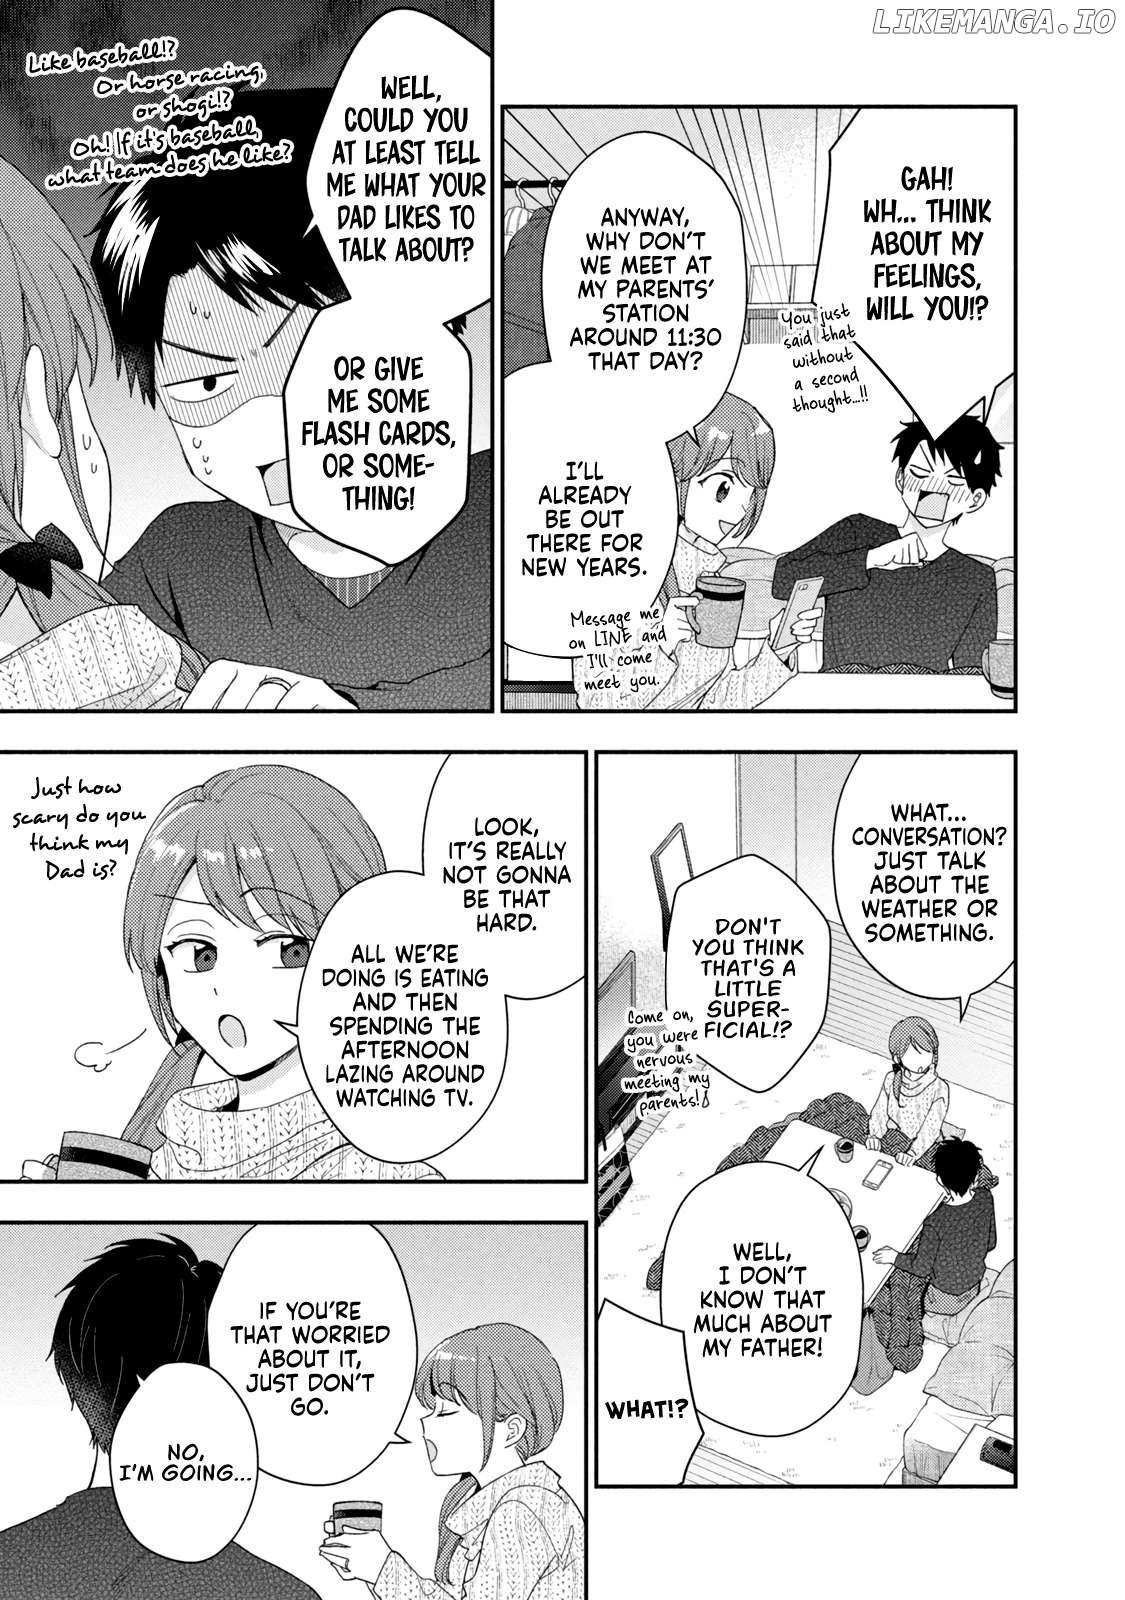 LIKEMANGA.IO
GAH!
WH... THINK
ABOUT MY
FEELINGS,
WILL YOU!?
You just
said that
without
a second
thought...!!
ANYWAY,
WHY DON'T
WE MEET AT
MY PARENTS'
STATION
AROUND 11:30
THAT DAY?
I'LL
ALREADY
BE OUT
THERE FOR
NEW YEARS.
Message me
on LINE and
I'll come
meet you.
WELL,
COULD YOU
AT LEAST TELL
ME WHAT YOUR
DAD LIKES TO
TALK ABOUT?
Like baseball!?
Or horse racing,
or shogi!?
Oh! If it's baseball,
what team does he like?
OR GIVE
ME SOME
FLASH CARDS,
OR SOME-
THING!
WHAT...
CONVERSATION?
JUST TALK
ABOUT THE
WEATHER OR
SOMETHING.
DON'T
YOU THINK
THAT'S A
LITTLE
SUPER-
FICIAL!?
Come on,
you were
nervous
meeting my
parents!
WELL,
I DON'T
KNOW THAT
MUCH ABOUT
MY FATHER!
WHAT!?
LOOK,
IT'S REALLY
NOT GONNA
BE THAT
HARD.
ALL WE'RE
DOING IS EATING
AND THEN
SPENDING THE
AFTERNOON
LAZING AROUND
WATCHING TV.
Just how
scary do you
think my
Dad is?
IF YOU'RE
THAT WORRIED
ABOUT IT,
JUST DON'T
GO.
NO,
I'M GOING...